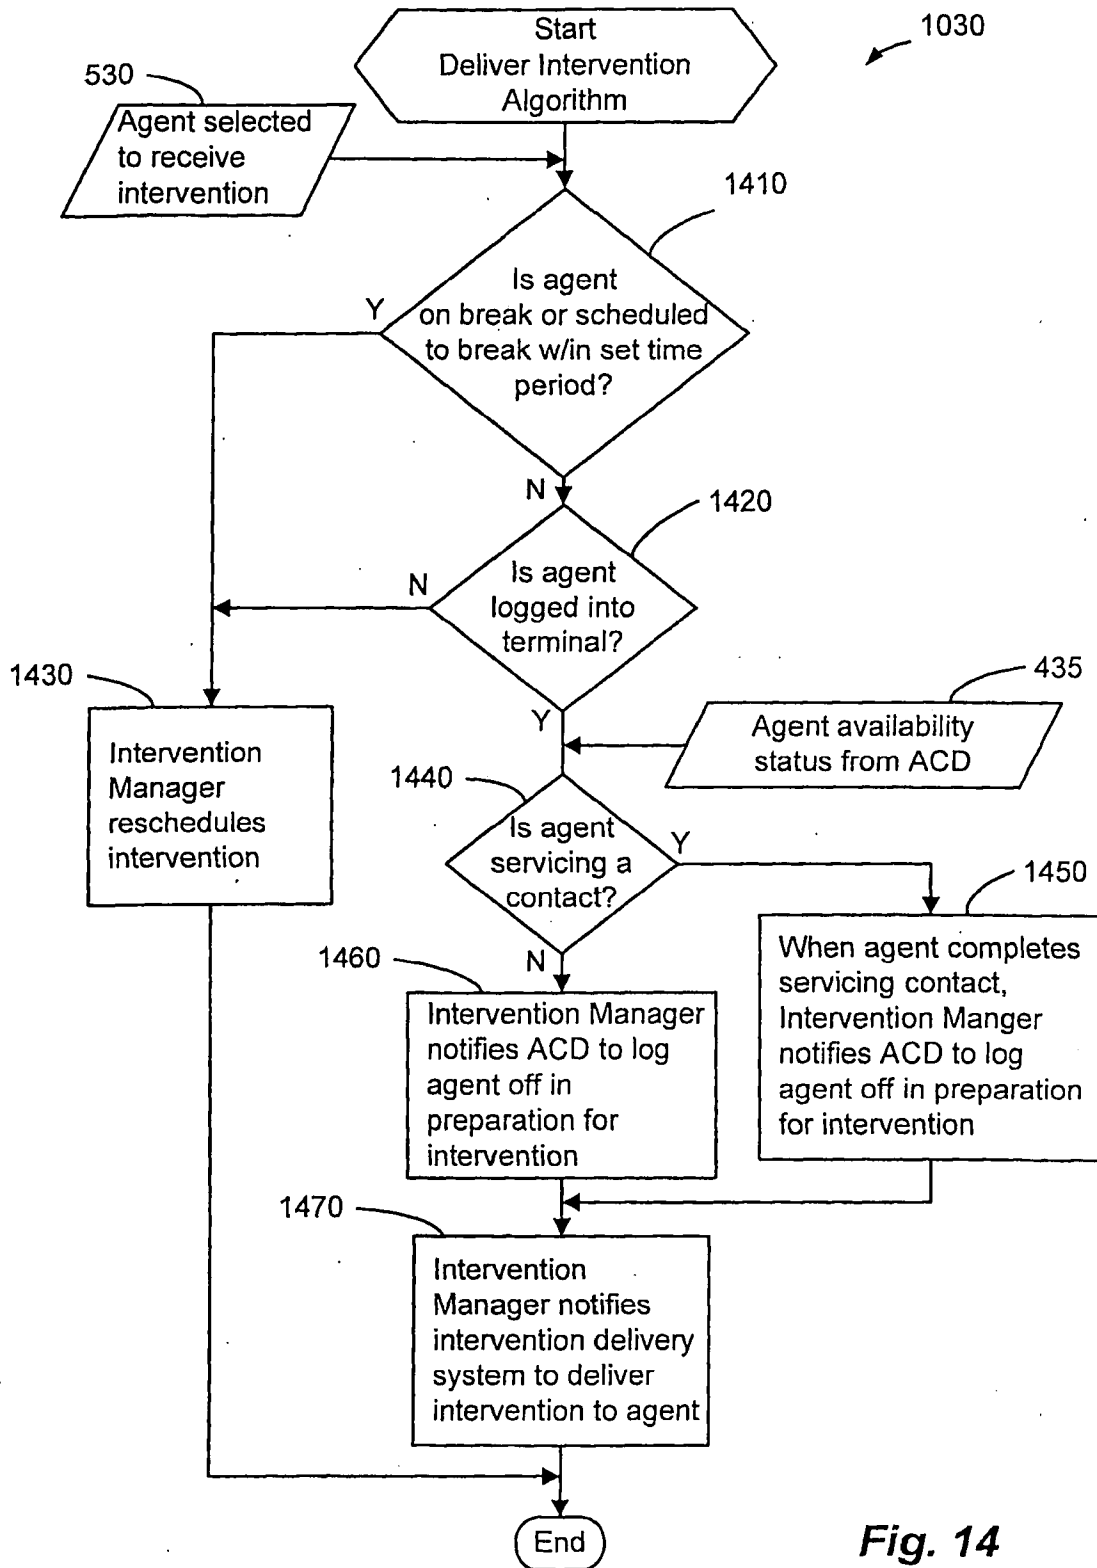 Start
Deliver Intervention
Algorithm
1030
530
Agent selected
to receive
intervention
1410
Is agent
on break or scheduled
to break w/in set time
period?
Y
N
1420
Is agent
logged into
terminal?
N
Y
1430
Intervention
Manager
reschedules
intervention
435
Agent availability
status from ACD
1440
Is agent
servicing a
contact?
Y
N
1450
When agent completes
servicing contact,
Intervention Manger
notifies ACD to log
agent off in preparation
for intervention
1460
Intervention Manager
notifies ACD to log
agent off in
preparation for
intervention
1470
Intervention
Manager notifies
intervention delivery
system to deliver
intervention to agent
End
Fig. 14